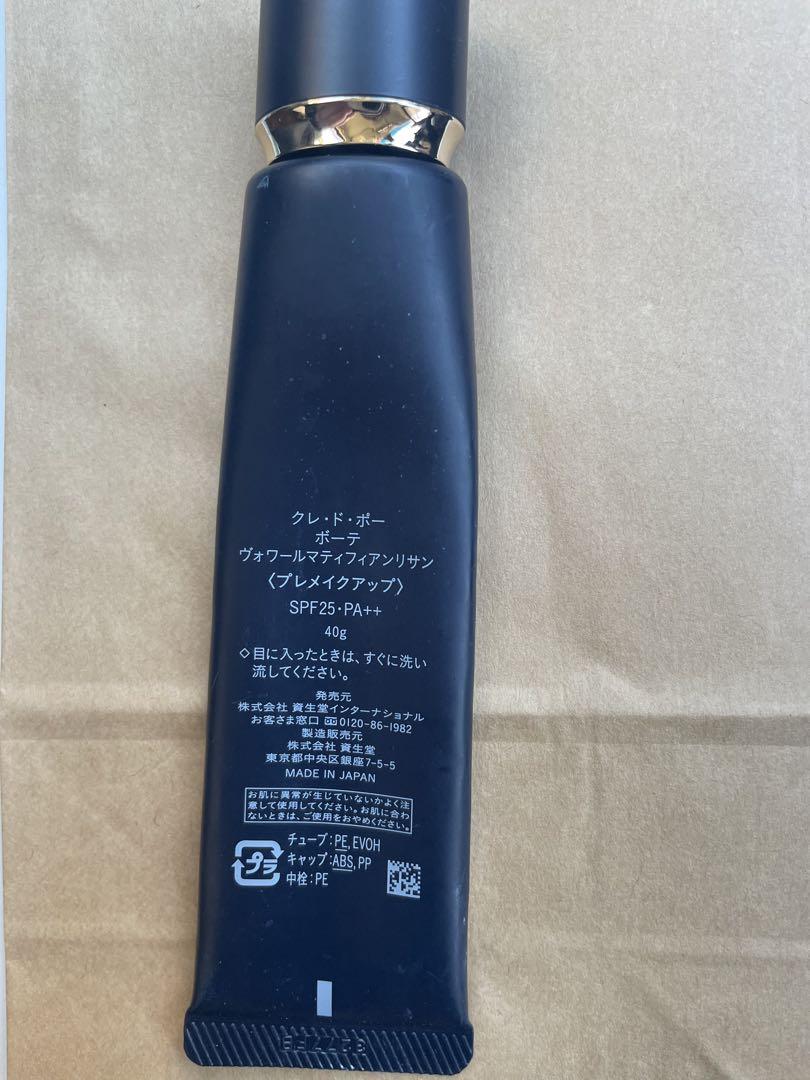 クレ・ド・ポー
ボーテ
ヴォワールマティフィアンリサン
〈プレメイクアップ〉
SPF25・PA++
40g
◇目に入ったときは、すぐに洗い
流してください。
発売元
株式会社 資生堂インターナショナル
お客さま窓口 0120-86-1982
製造販売元
株式会社 資生堂
東京都中央区銀座7-5-5
MADE IN JAPAN
お肌に異常が生じていないかよく注
意して使用してください。お肌に合わ
ないときは、ご使用をおやめください。
プラ
チューブ:PE,EVOH
キャップ:ABS,PP
中栓:PE